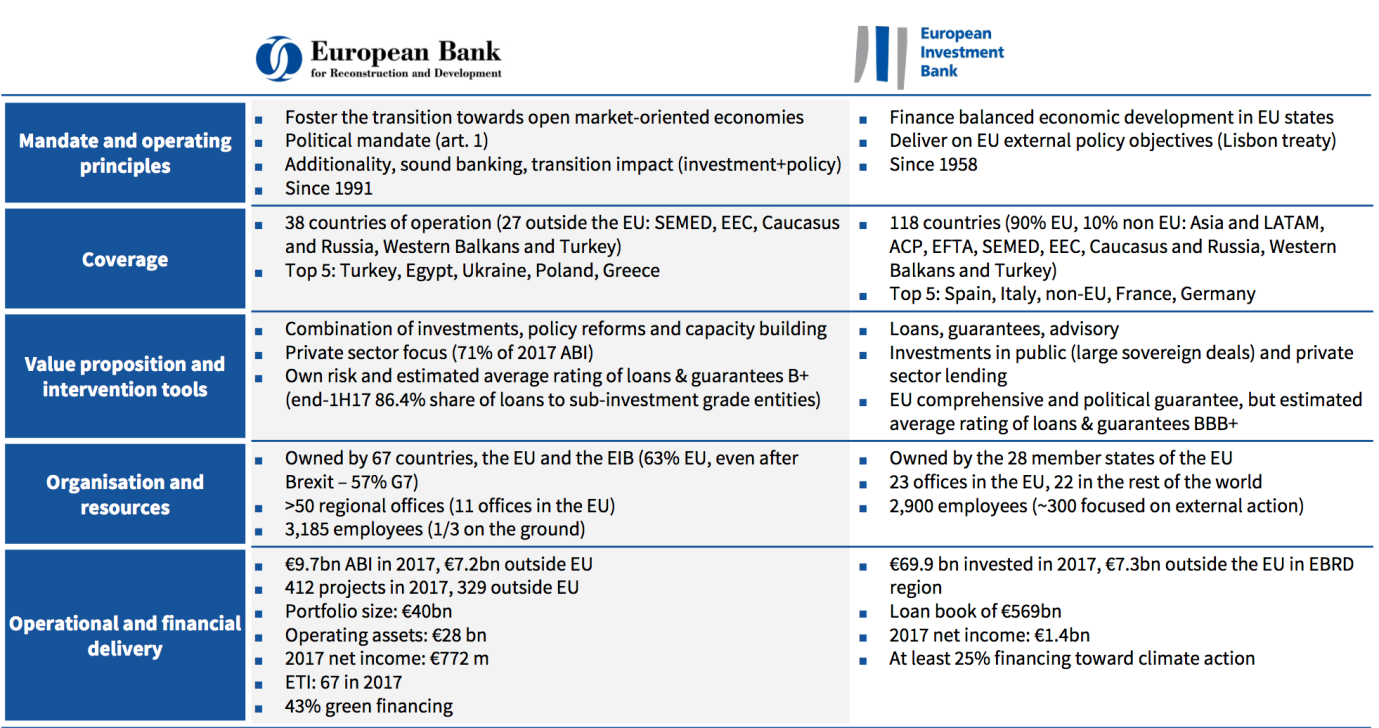 European Bank
for Reconstruction and Development
European
Investment
Bank
Mandate and operating
principles
▪ Foster the transition towards open market-oriented economies
▪ Political mandate (art. 1)
▪ Additionality, sound banking, transition impact (investment+policy)
▪ Since 1991
▪ Finance balanced economic development in EU states
▪ Deliver on EU external policy objectives (Lisbon treaty)
▪ Since 1958
Coverage
▪ 38 countries of operation (27 outside the EU: SEMED, EEC, Caucasus
and Russia, Western Balkans and Turkey)
▪ Top 5: Turkey, Egypt, Ukraine, Poland, Greece
▪ 118 countries (90% EU, 10% non EU: Asia and LATAM,
ACP, EFTA, SEMED, EEC, Caucasus and Russia, Western
Balkans and Turkey)
▪ Top 5: Spain, Italy, non-EU, France, Germany
Value proposition and
intervention tools
▪ Combination of investments, policy reforms and capacity building
▪ Private sector focus (71% of 2017 ABI)
▪ Own risk and estimated average rating of loans & guarantees B+
(end-1H17 86.4% share of loans to sub-investment grade entities)
▪ Loans, guarantees, advisory
▪ Investments in public (large sovereign deals) and private
sector lending
▪ EU comprehensive and political guarantee, but estimated
average rating of loans & guarantees BBB+
Organisation and
resources
▪ Owned by 67 countries, the EU and the EIB (63% EU, even after
Brexit – 57% G7)
▪ >50 regional offices (11 offices in the EU)
▪ 3,185 employees (1/3 on the ground)
▪ Owned by the 28 member states of the EU
▪ 23 offices in the EU, 22 in the rest of the world
▪ 2,900 employees (~300 focused on external action)
Operational and financial
delivery
▪ €9.7bn ABI in 2017, €7.2bn outside EU
▪ 412 projects in 2017, 329 outside EU
▪ Portfolio size: €40bn
▪ Operating assets: €28 bn
▪ 2017 net income: €772 m
▪ ETI: 67 in 2017
▪ 43% green financing
▪ €69.9 bn invested in 2017, €7.3bn outside the EU in EBRD
region
▪ Loan book of €569bn
▪ 2017 net income: €1.4bn
▪ At least 25% financing toward climate action